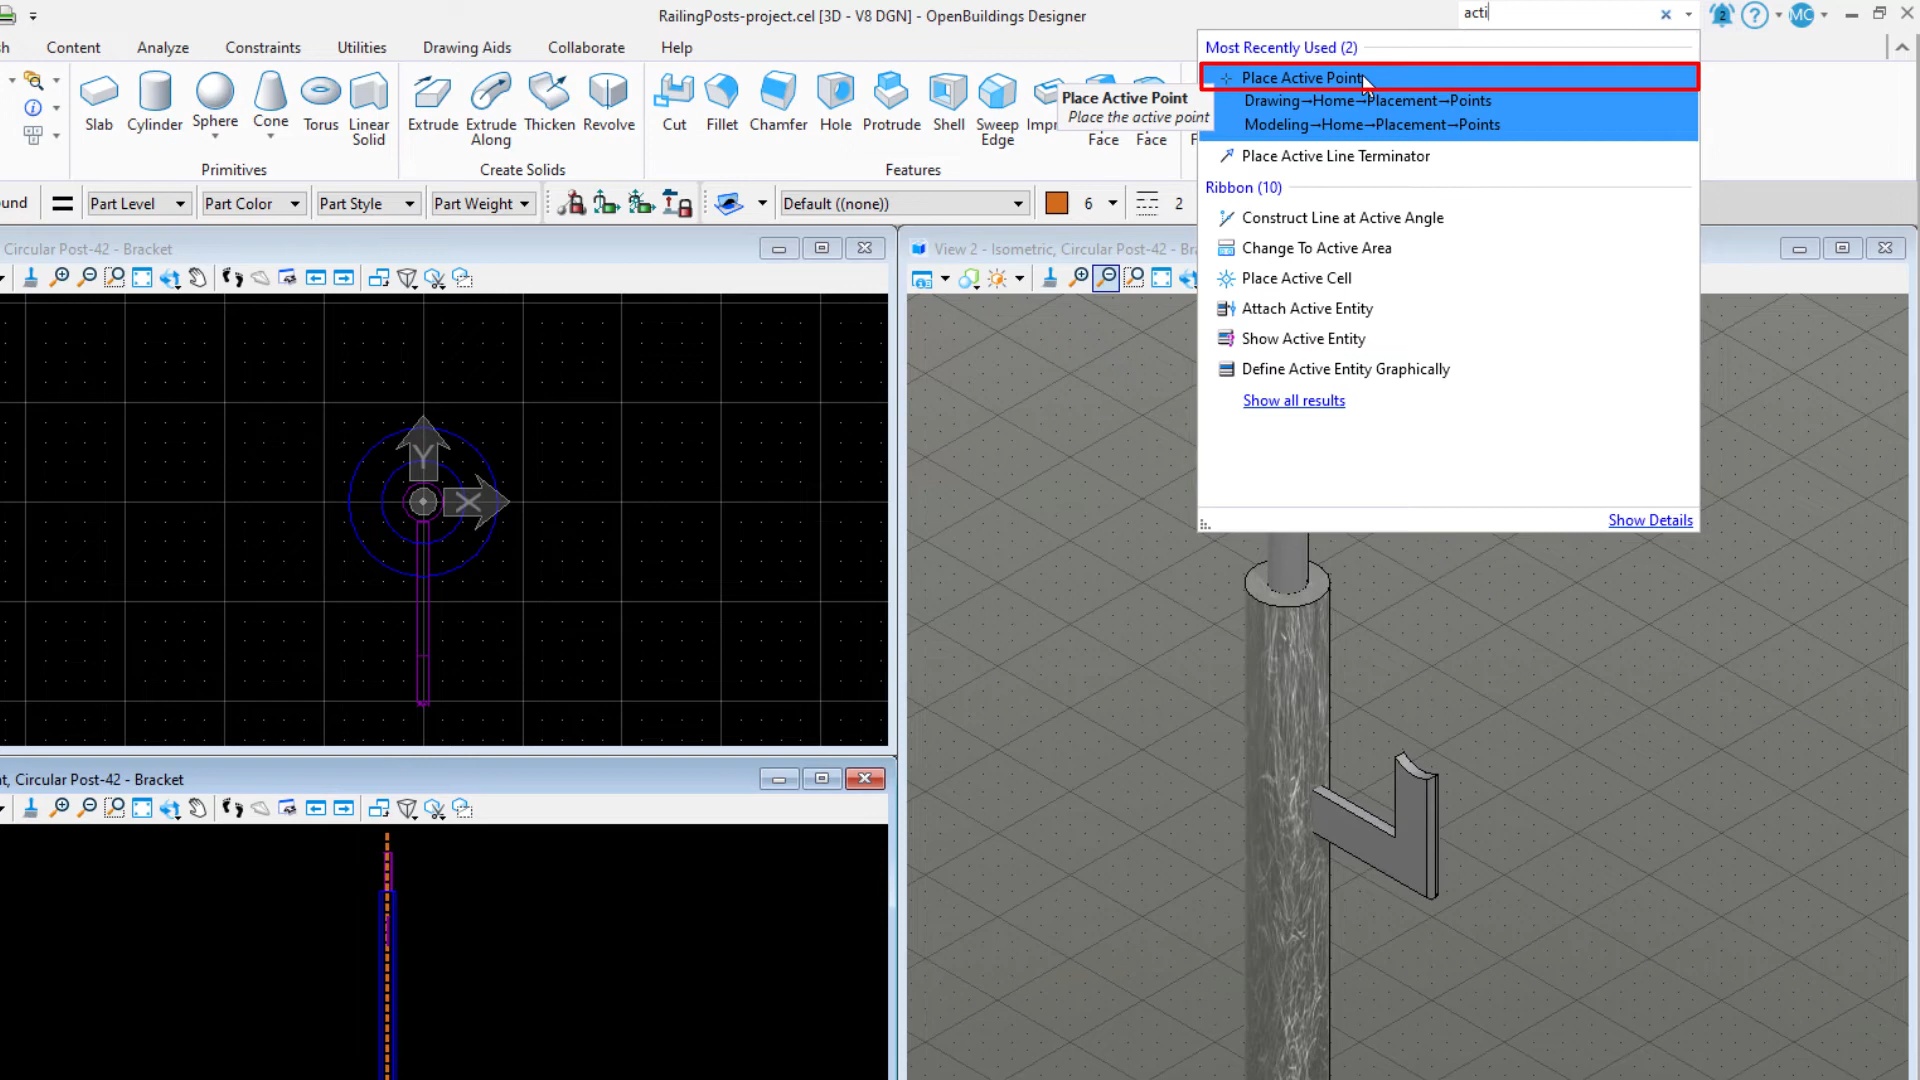 RailingPosts-project.cel [3D - V8 DGN] - OpenBuildings Designer
acti
2
?
MC
Content
Analyze
Constraints
Utilities
Drawing Aids
Collaborate
Help
Most Recently Used (2)
Place Active Point
Drawing→Home→Placement→Points
Modeling→Home→Placement→Points
Place Active Line Terminator
Ribbon (10)
Construct Line at Active Angle
Change To Active Area
Place Active Cell
Attach Active Entity
Show Active Entity
Define Active Entity Graphically
Show all results
Show Details
Place Active Point
Place the active point
Slab
Cylinder
Sphere
Cone
Torus
Linear Solid
Extrude
Extrude Along
Thicken
Revolve
Cut
Fillet
Chamfer
Hole
Protrude
Shell
Sweep Edge
Face
Face
Primitives
Create Solids
Features
Part Level
Part Color
Part Style
Part Weight
Default ((none))
6
2
Circular Post-42 - Bracket
View 2 - Isometric, Circular Post-42 - Br
Y
X
t, Circular Post-42 - Bracket